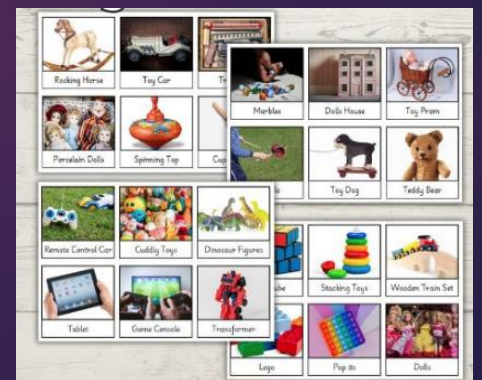 Rocking Horse
Toy Car
Porcelain Dolls
Spinning Top
Marbles
Dolls House
Toy Pram
Toy Dog
Teddy Bear
Remote Control Car
Cuddly Toys
Dinosaur Figures
Tablet
Game Console
Transformer
Stacking Toys
Wooden Train Set
Lego
Pop its
Dolls